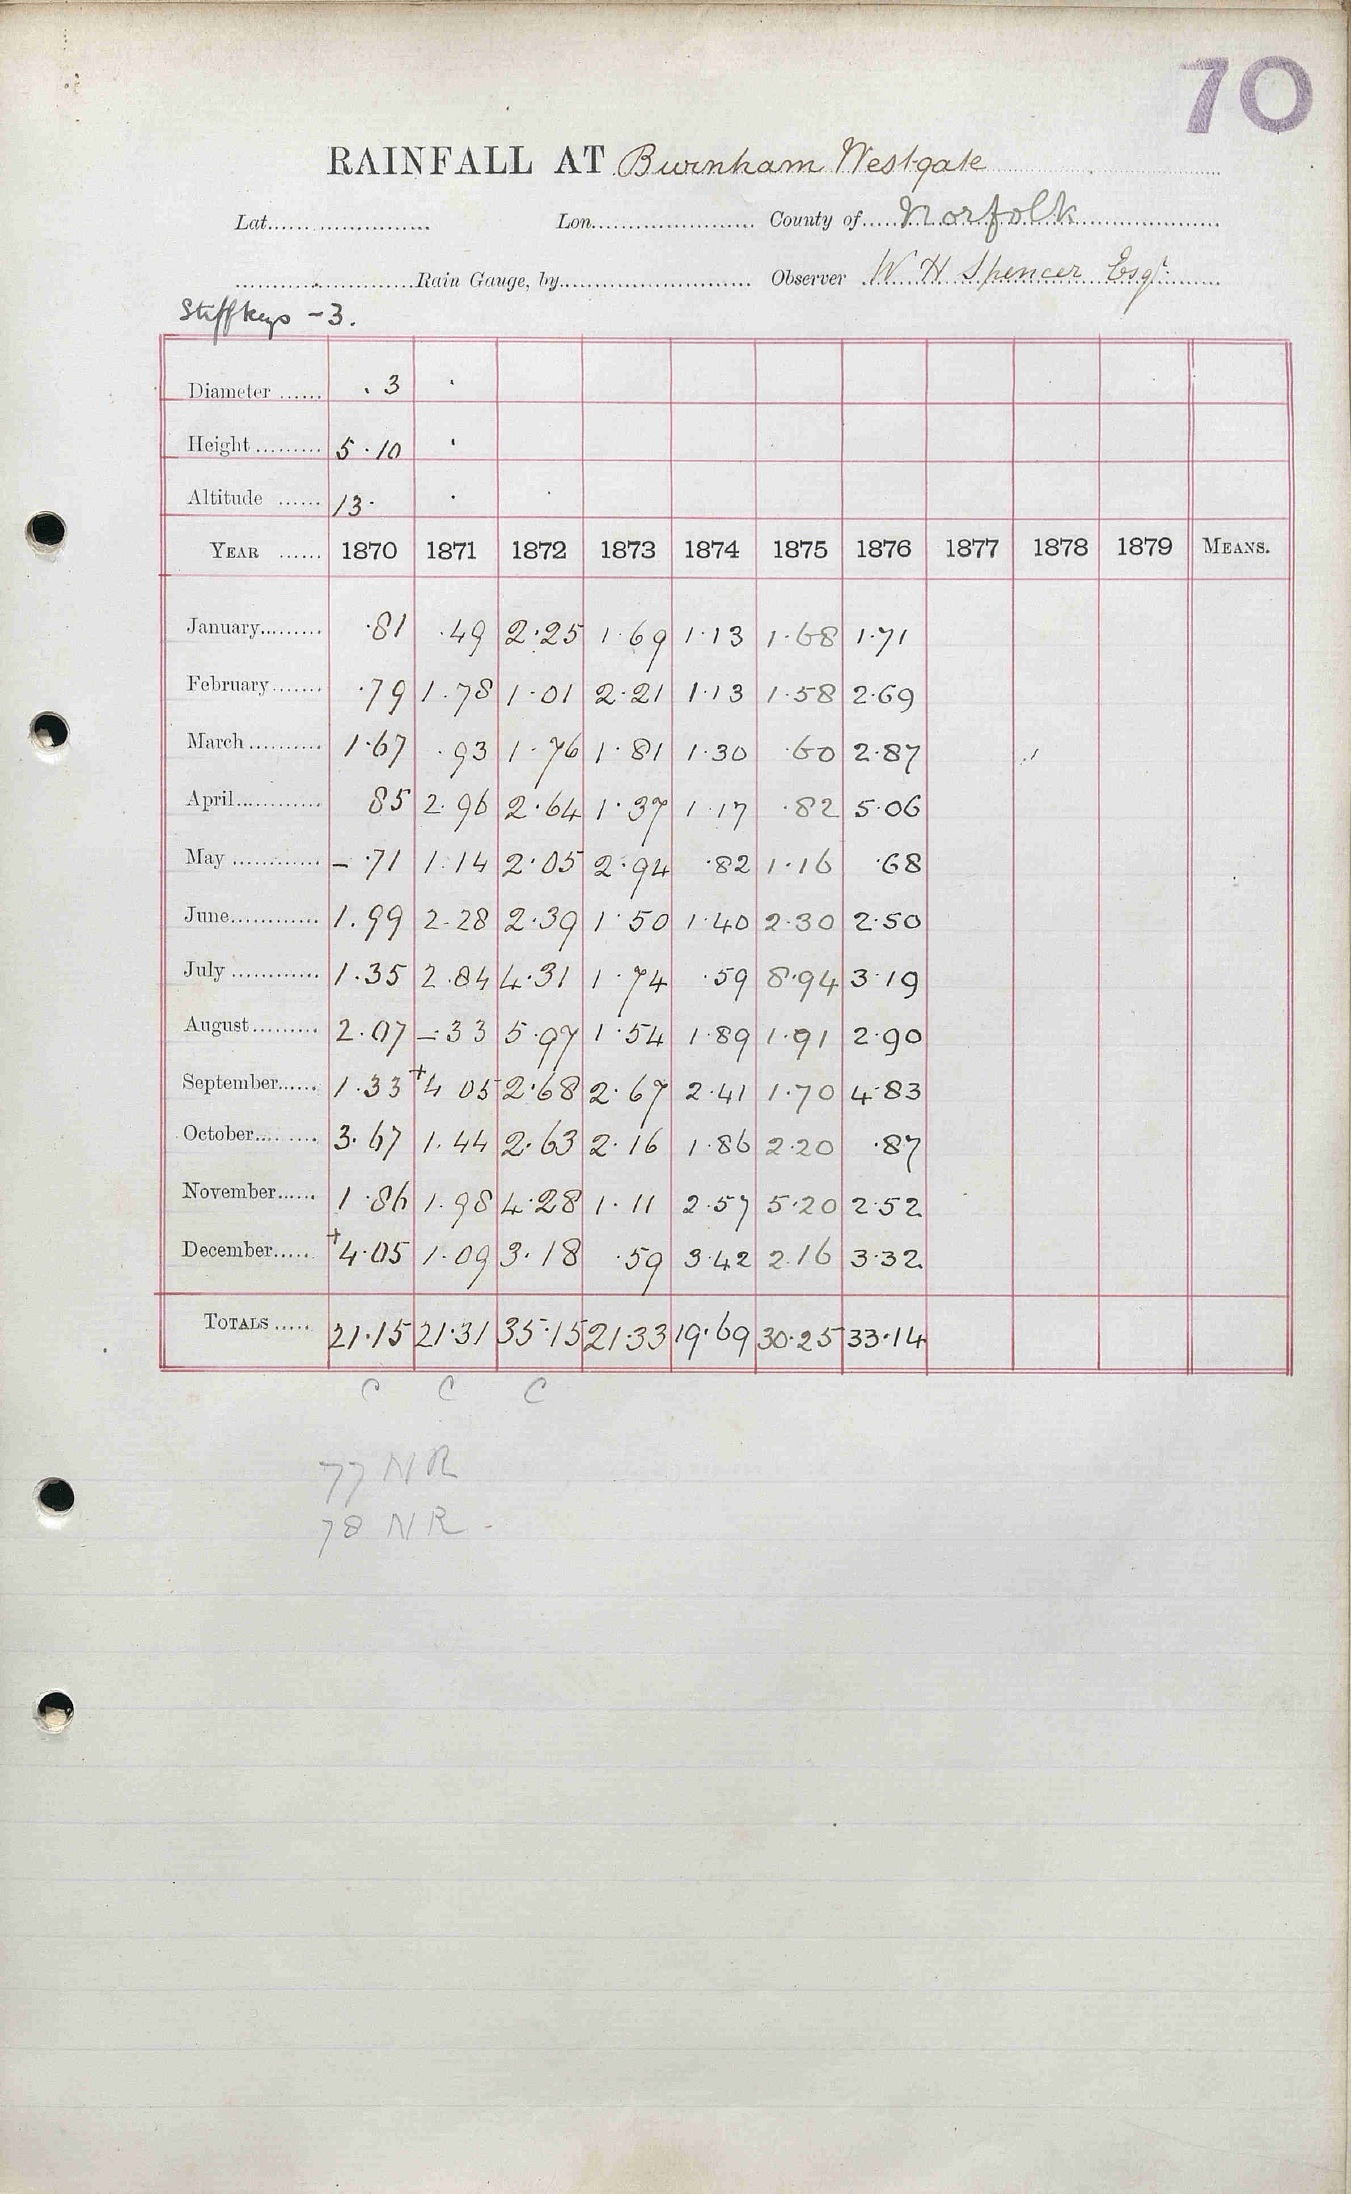 70
RAINFALL AT Burnham Westgate
Lat. Lon. County of Norfolk
Rain Gauge, by Observer W. H. Spencer Esqr.
Stiffkeys - 3.
Diameter .3 .
Height 5.10 .
Altitude 13. . .
YEAR 1870 1871 1872 1873 1874 1875 1876 1877 1878 1879 MEANS.
January .81 .49 2.25 1.69 1.13 1.68 1.71
February .79 1.78 1.01 2.21 1.13 1.58 2.69
March 1.67 .93 1.76 1.81 1.30 .60 2.87
April 85 2.96 2.64 1.37 1.17 .82 5.06
May - .71 1.14 2.05 2.94 .82 1.16 .68
June 1.99 2.28 2.39 1.50 1.40 2.30 2.50
July 1.35 2.84 4.31 1.74 .59 8.94 3.19
August 2.07 -.33 5.97 1.54 1.89 1.91 2.90
September 1.33 +4 05 2.68 2.67 2.41 1.70 4.83
October 3.67 1.44 2.63 2.16 1.86 2.20 .87
November 1.86 1.98 4.28 1.11 2.57 5.20 2.52
December +4.05 1.09 3.18 .59 3.42 2.16 3.32
TOTALS 21.15 21.31 35.15 21.33 19.69 30.25 33.14
C C C
77 NR
78 NR -